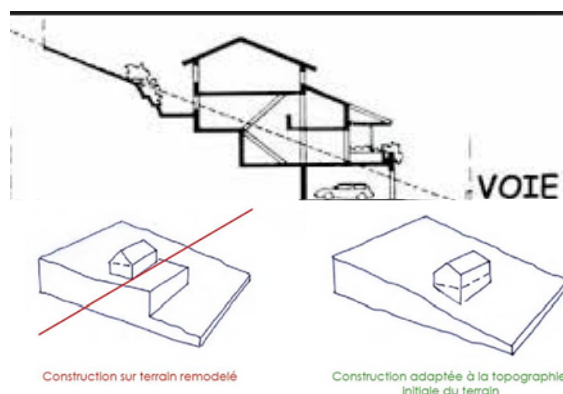 VOIE
Construction sur terrain remodelé
Construction adaptée à la topographie
initiale du terrain